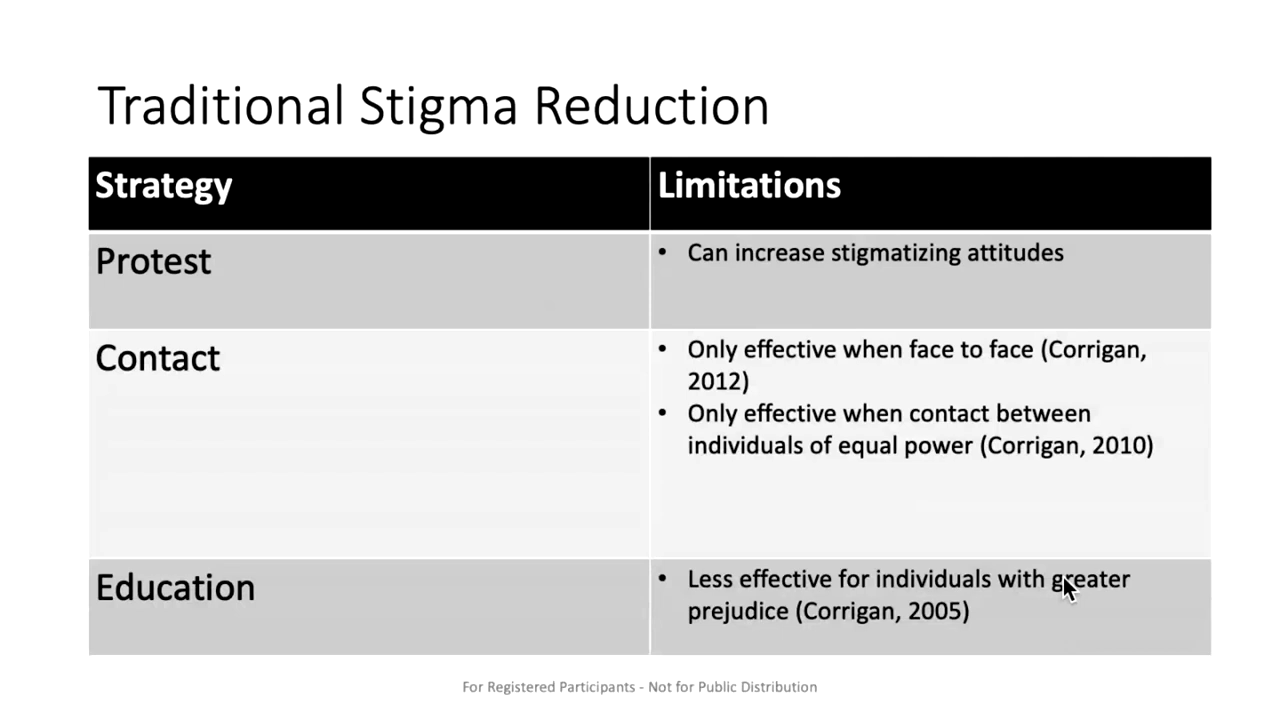 Traditional Stigma Reduction
Strategy
Limitations
Protest
• Can increase stigmatizing attitudes
Contact
• Only effective when face to face (Corrigan,
2012)
• Only effective when contact between
individuals of equal power (Corrigan, 2010)
Education
• Less effective for individuals with greater
prejudice (Corrigan, 2005)
For Registered Participants - Not for Public Distribution